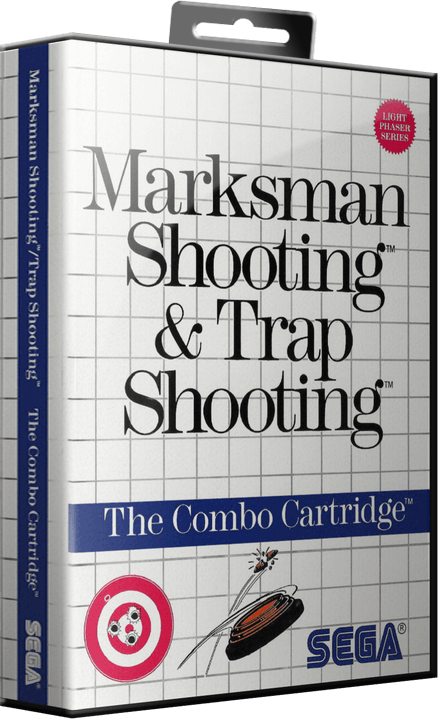 Marksman Shooting™/Trap Shooting™ The Combo Cartridge™
SEGA
LIGHT
PHASER
SERIES
Marksman
Shooting™
& Trap
Shooting™
The Combo Cartridge™
SEGA®